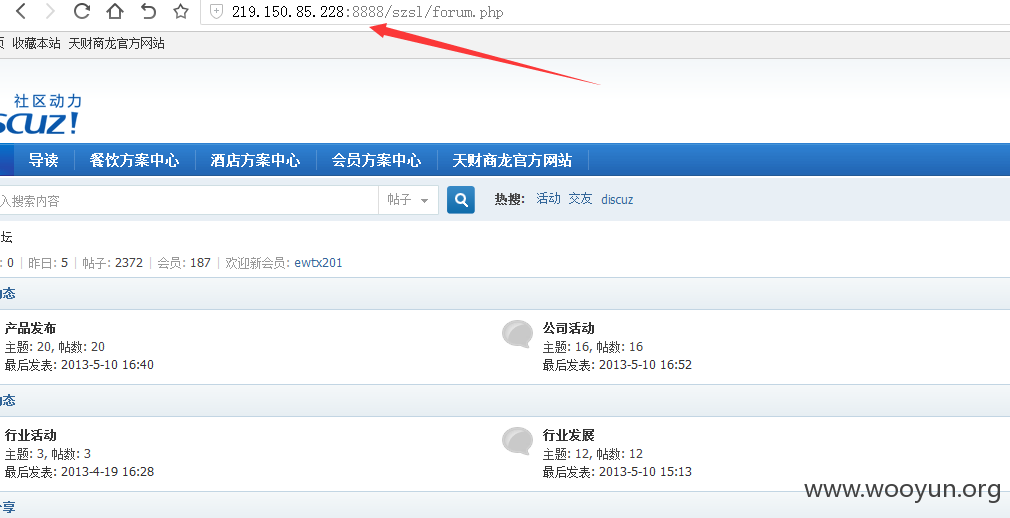 219.150.85.228:8888/szsl/forum.php
页 收藏本站 天财商龙官方网站
社区动力
scuz!
导读 餐饮方案中心 酒店方案中心 会员方案中心 天财商龙官方网站
入搜索内容 帖子 热搜: 活动 交友 discuz
坛
: 0 | 昨日: 5 | 帖子: 2372 | 会员: 187 | 欢迎新会员: ewtx201
动态
产品发布 公司活动
主题: 20, 帖数: 20 主题: 16, 帖数: 16
最后发表: 2013-5-10 16:40 最后发表: 2013-5-10 16:52
动态
行业活动 行业发展
主题: 3, 帖数: 3 主题: 12, 帖数: 12
最后发表: 2013-4-19 16:28 最后发表: 2013-5-10 15:13
www.wooyun.org
享